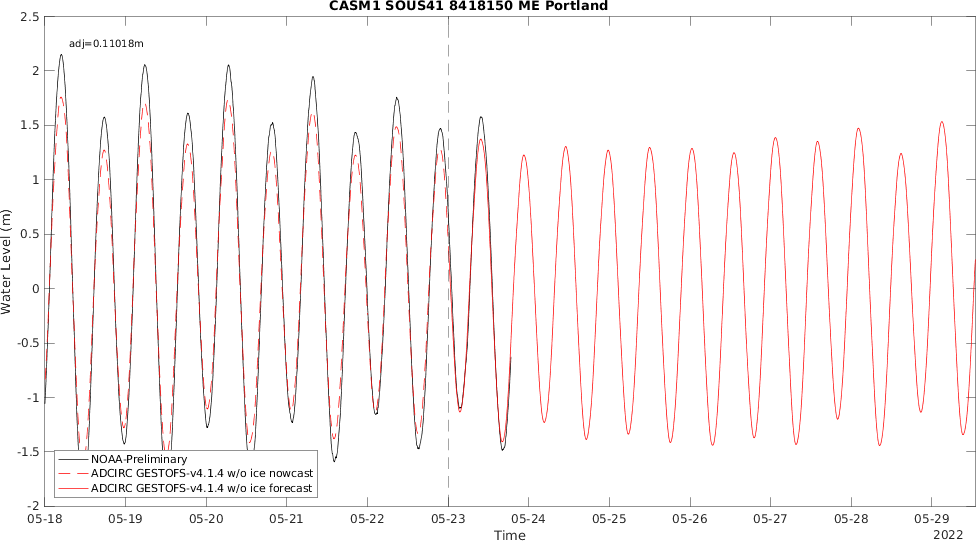 CASM1 SOUS41 8418150 ME Portland
adj=0.11018m
2.5
2
1.5
1
0.5
0
-0.5
-1
-1.5
-2
Water Level (m)
NOAA-Preliminary
ADCIRC GESTOFS-v4.1.4 w/o ice nowcast
ADCIRC GESTOFS-v4.1.4 w/o ice forecast
05-18 05-19 05-20 05-21 05-22 05-23 05-24 05-25 05-26 05-27 05-28 05-29
Time
2022